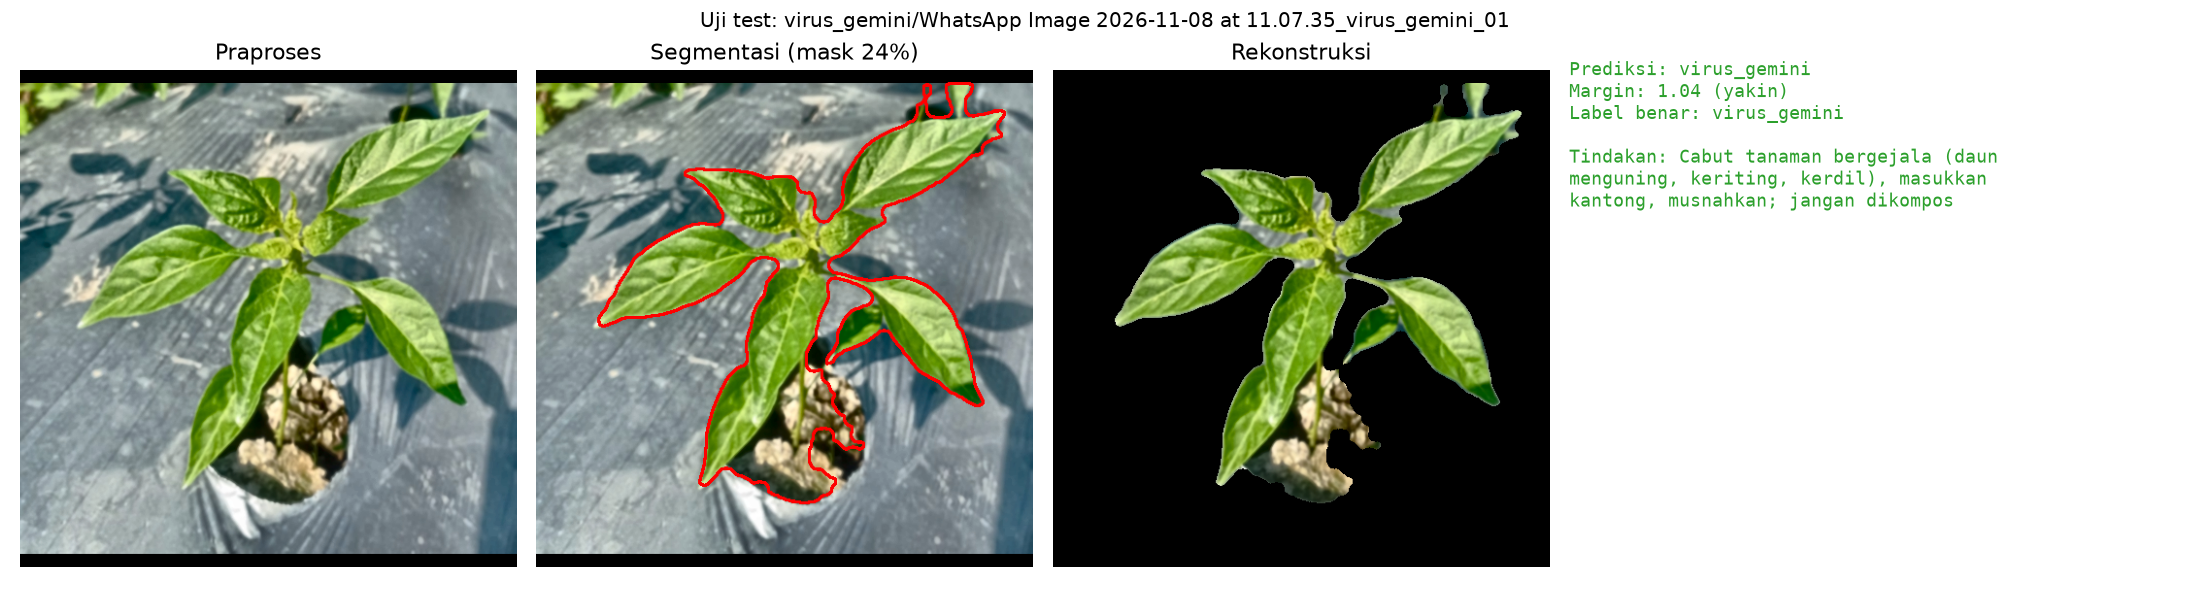 Uji test: virus_gemini/WhatsApp Image 2026-11-08 at 11.07.35_virus_gemini_01
Praproses
Segmentasi (mask 24%)
Rekonstruksi
Prediksi: virus_gemini
Margin: 1.04 (yakin)
Label benar: virus_gemini
Tindakan: Cabut tanaman bergejala (daun
menguning, keriting, kerdil), masukkan
kantong, musnahkan; jangan dikompos